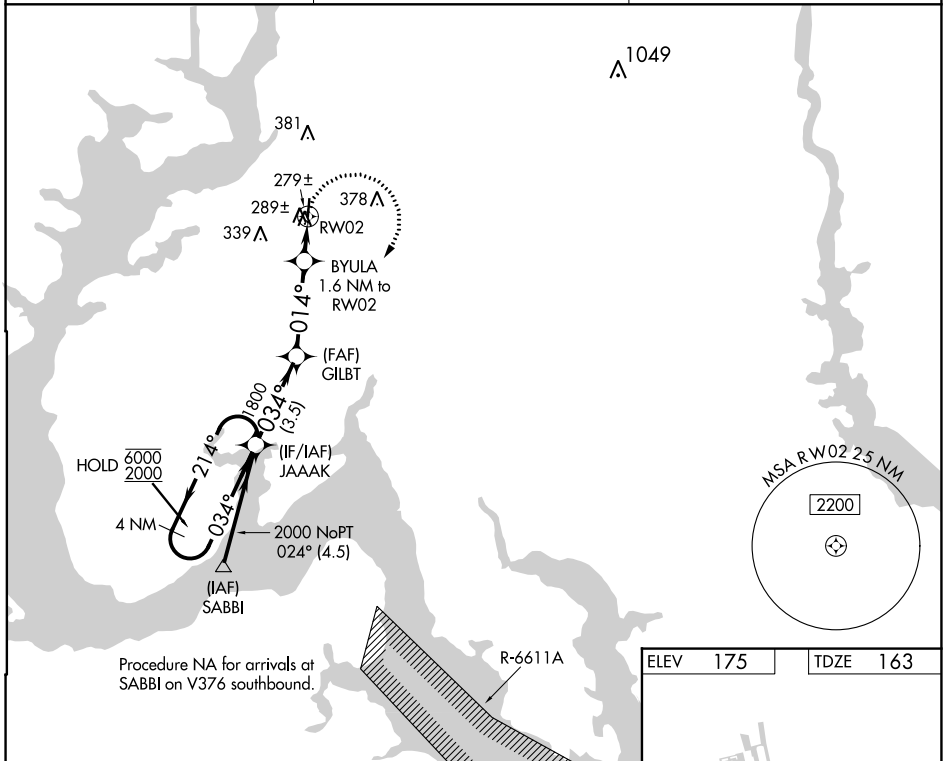 1049
381
279±
378
289±
339
RW02
BYULA
1.6 NM to
RW02
014°
(FAF)
GILBT
1800
034°
(3.5)
(IF/IAF)
JAAAK
HOLD 6000
2000
214°
034°
4 NM
2000 NoPT
024° (4.5)
(IAF)
SABBI
MSA RW02 25 NM
2200
Procedure NA for arrivals at
SABBI on V376 southbound.
R-6611A
ELEV 175 TDZE 163